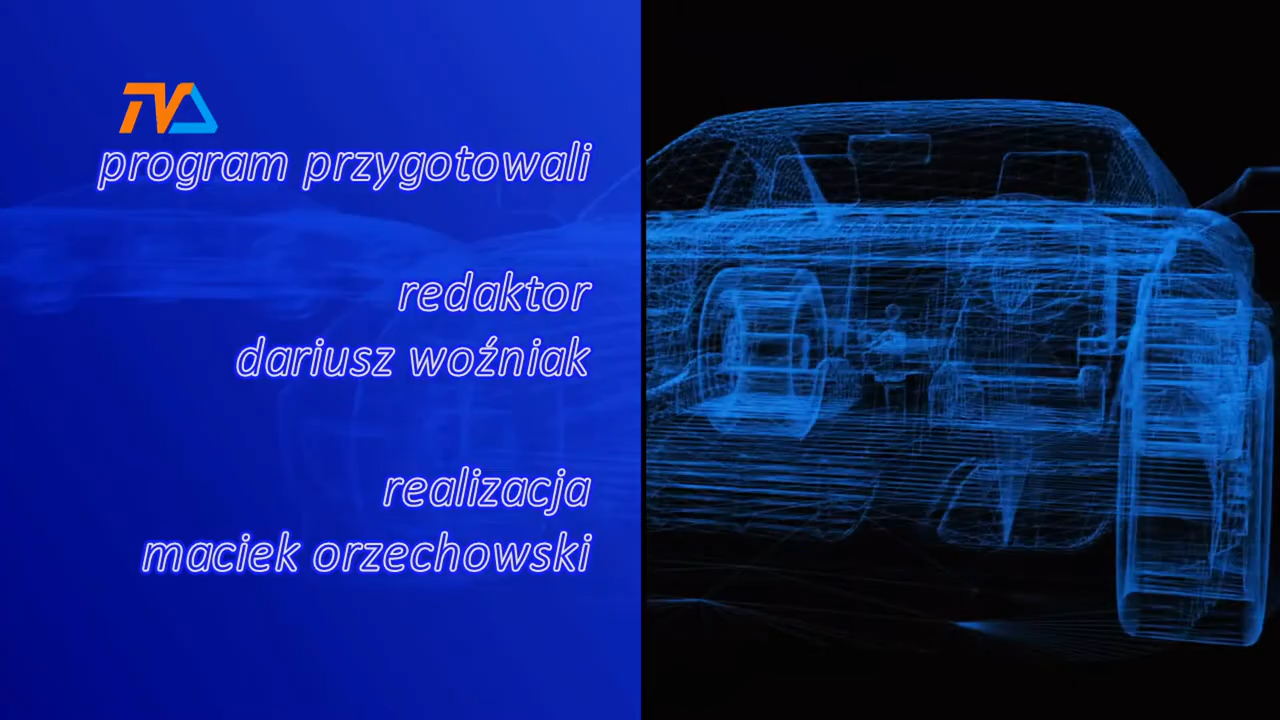 TVA
program przygotowali
redaktor
dariusz woźniak
realizacja
maciek orzechowski